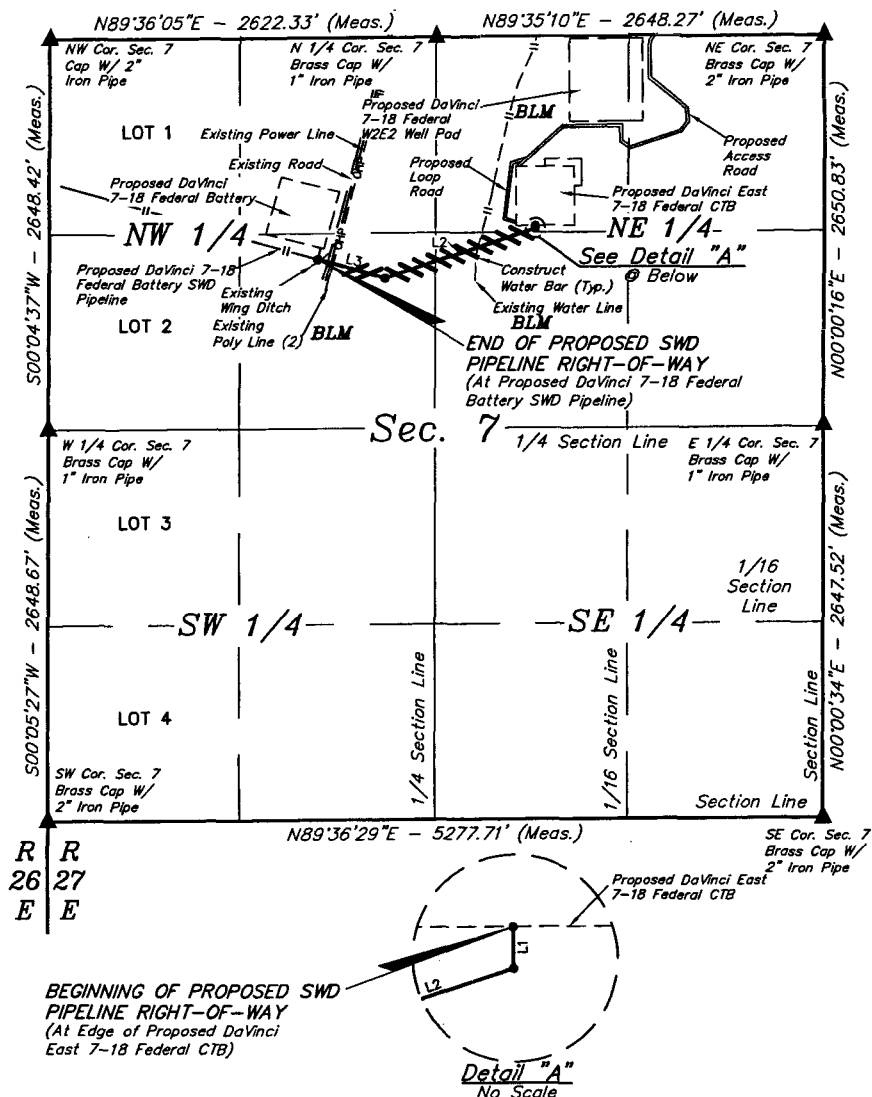 N89°36'05"E - 2622.33' (Meas.)
N89°35'10"E - 2648.27' (Meas.)
NW Cor. Sec. 7
Cap W/ 2"
Iron Pipe
N 1/4 Cor. Sec. 7
Brass Cap W/
1" Iron Pipe
NE Cor. Sec. 7
Brass Cap W/
2" Iron Pipe
S00°04'37"W - 2648.42' (Meas.)
N00°00'16"E - 2650.83' (Meas.)
LOT 1
Existing Power Line
Existing Road
Proposed DaVinci
7-18 Federal Battery
Proposed DaVinci
7-18 Federal
W2E2 Well Pad
BLM
Proposed
Loop
Road
Proposed
Access
Road
Proposed DaVinci East
7-18 Federal CTB
OHP
OHP
NW 1/4
NE 1/4
See Detail "A"
@ Below
L2
L3
Proposed DaVinci 7-18
Federal Battery SWD
Pipeline
Existing
Wing Ditch
Existing
Poly Line (2)
BLM
Construct
Water Bar (Typ.)
Existing Water Line
BLM
LOT 2
END OF PROPOSED SWD
PIPELINE RIGHT-OF-WAY
(At Proposed DaVinci 7-18 Federal
Battery SWD Pipeline)
Sec. 7
1/4 Section Line
W 1/4 Cor. Sec. 7
Brass Cap W/
1" Iron Pipe
E 1/4 Cor. Sec. 7
Brass Cap W/
1" Iron Pipe
S00°05'27"W - 2648.67' (Meas.)
N00°00'34"E - 2647.52' (Meas.)
LOT 3
1/16
Section
Line
SW 1/4
SE 1/4
LOT 4
1/4 Section Line
1/16 Section Line
Section Line
SW Cor. Sec. 7
Brass Cap W/
2" Iron Pipe
Section Line
N89°36'29"E - 5277.71' (Meas.)
SE Cor. Sec. 7
Brass Cap W/
2" Iron Pipe
R R
26 27
E E
Proposed DaVinci East
7-18 Federal CTB
L1
L2
BEGINNING OF PROPOSED SWD
PIPELINE RIGHT-OF-WAY
(At Edge of Proposed DaVinci
East 7-18 Federal CTB)
Detail "A"
No Scale